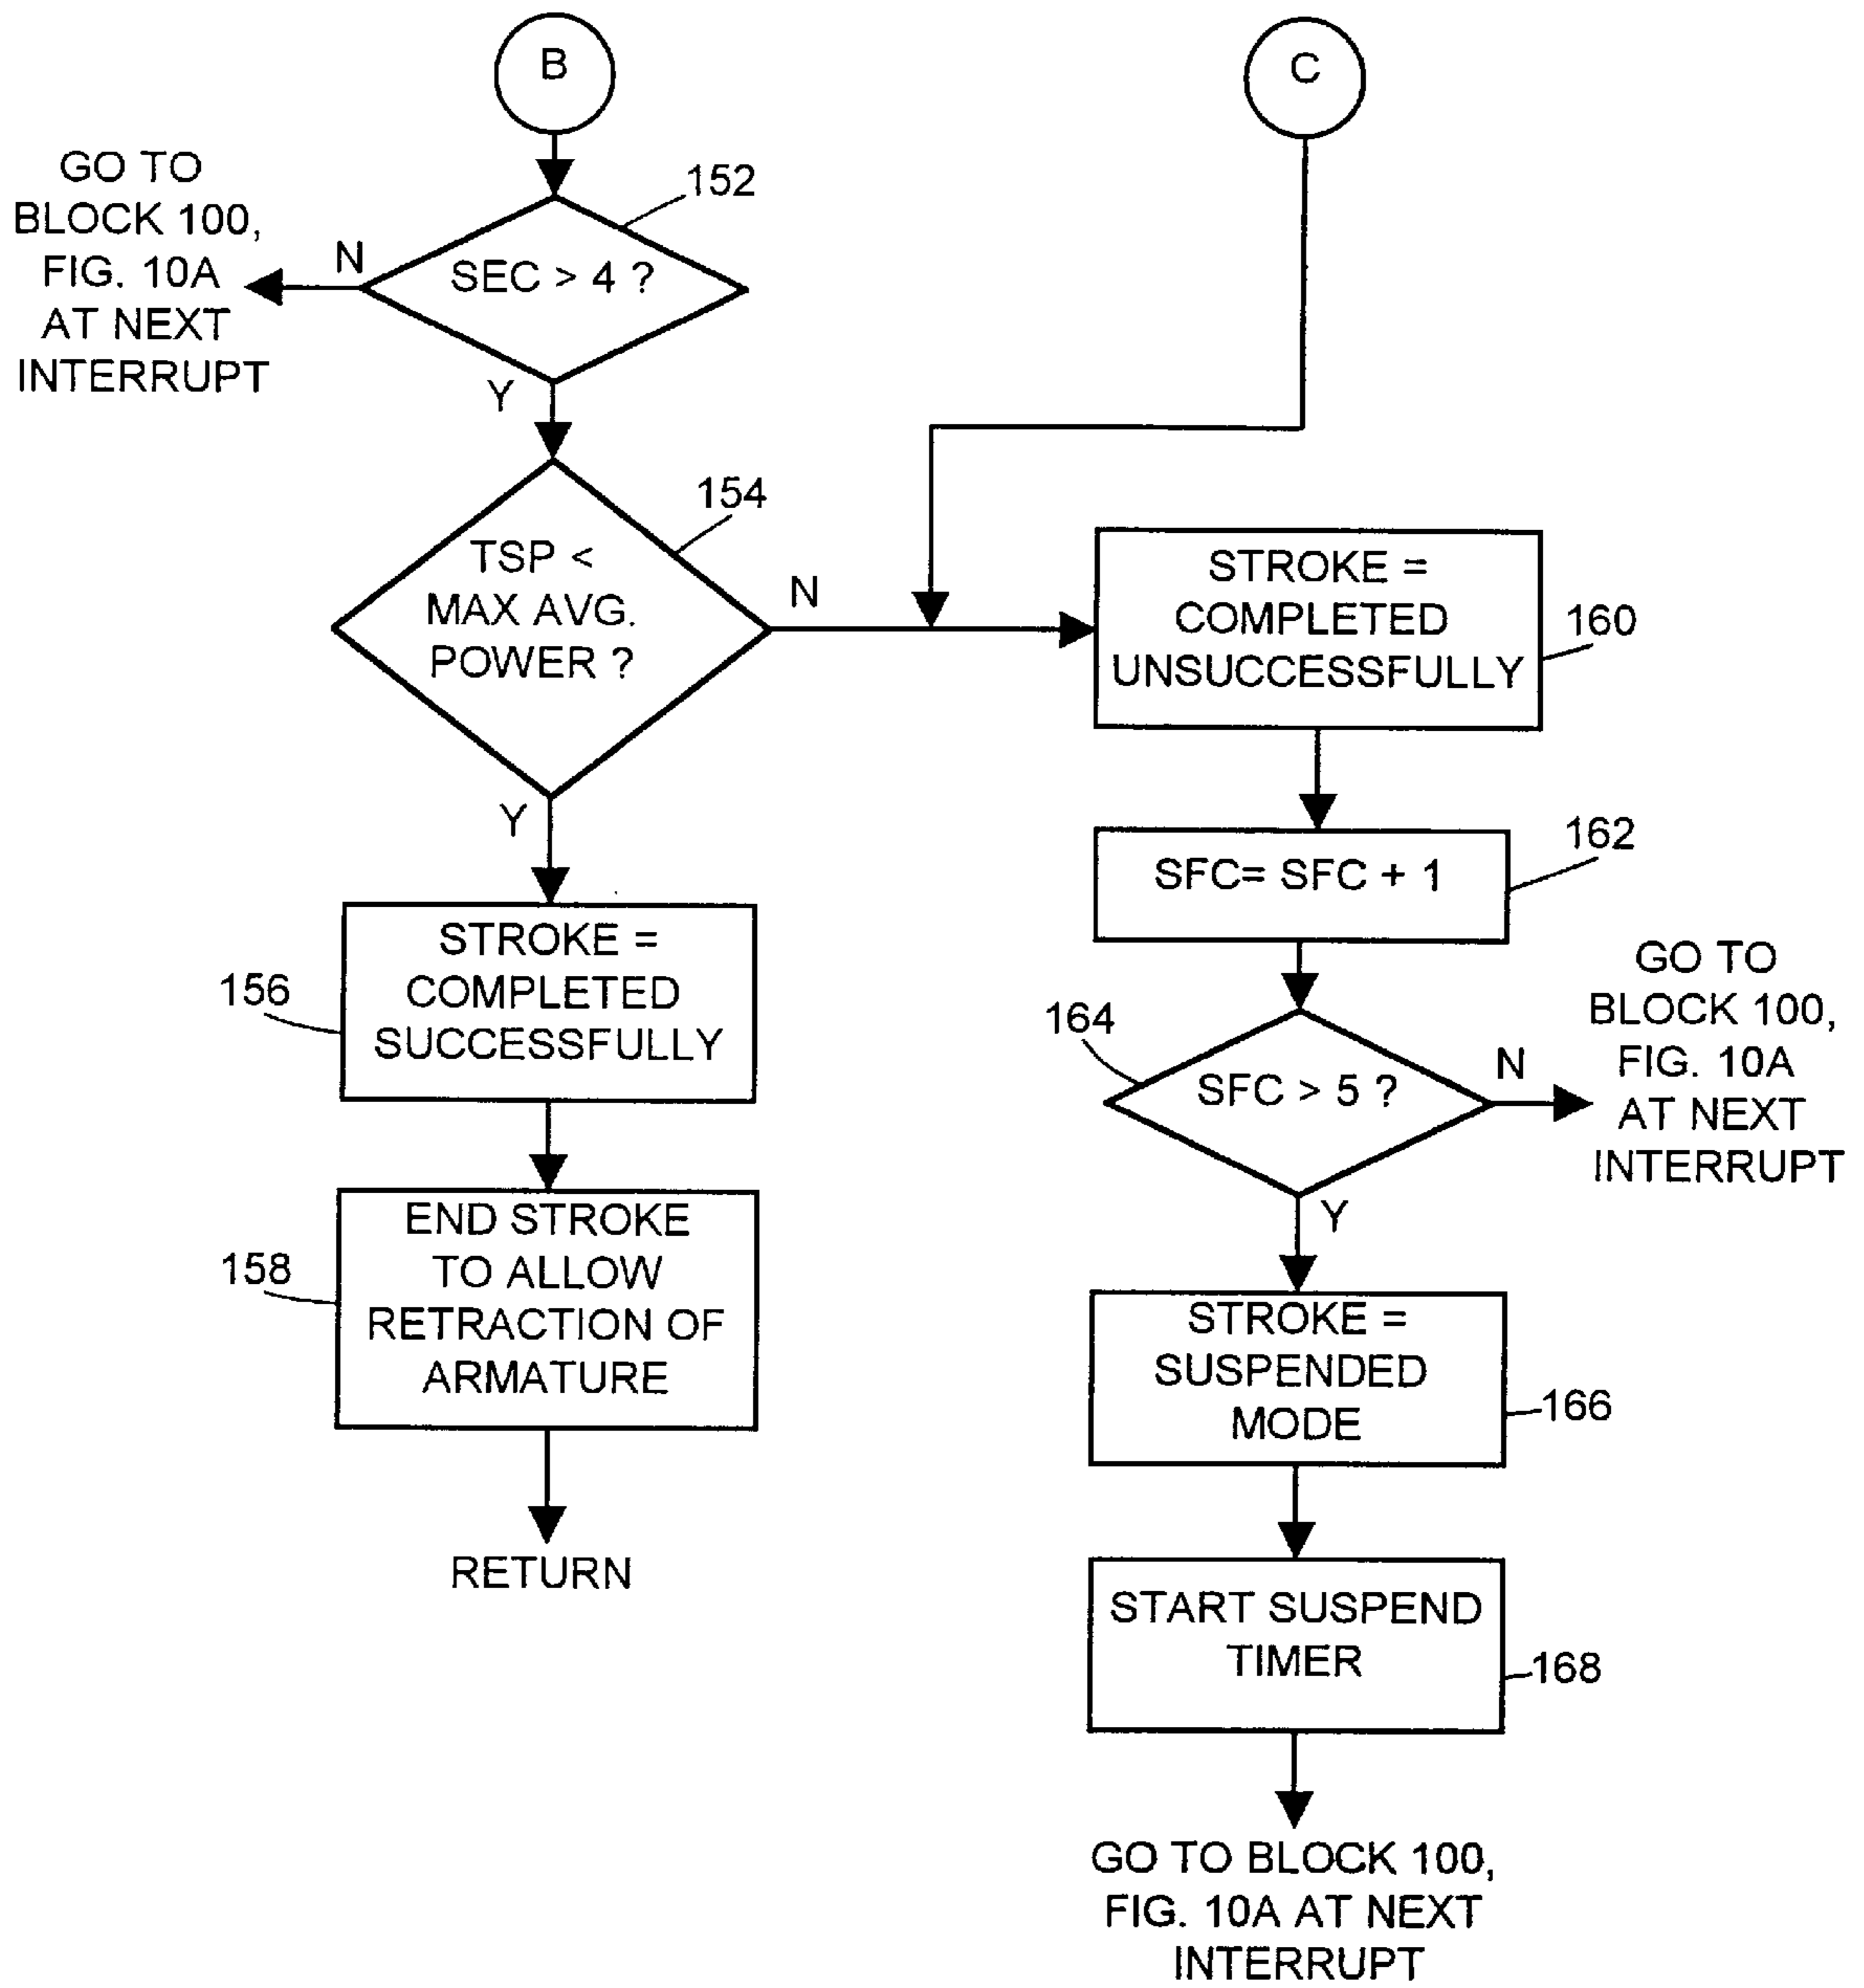 B
GO TO
BLOCK 100,
FIG. 10A
AT NEXT
INTERRUPT
N
152
SEC > 4 ?
Y
154
TSP <
MAX AVG.
POWER ?
N
Y
156
STROKE =
COMPLETED
SUCCESSFULLY
158
END STROKE
TO ALLOW
RETRACTION OF
ARMATURE
RETURN
C
STROKE =
COMPLETED
UNSUCCESSFULLY
160
162
SFC= SFC + 1
164
SFC > 5 ?
N
GO TO
BLOCK 100,
FIG. 10A
AT NEXT
INTERRUPT
Y
STROKE =
SUSPENDED
MODE
166
START SUSPEND
TIMER
168
GO TO BLOCK 100,
FIG. 10A AT NEXT
INTERRUPT